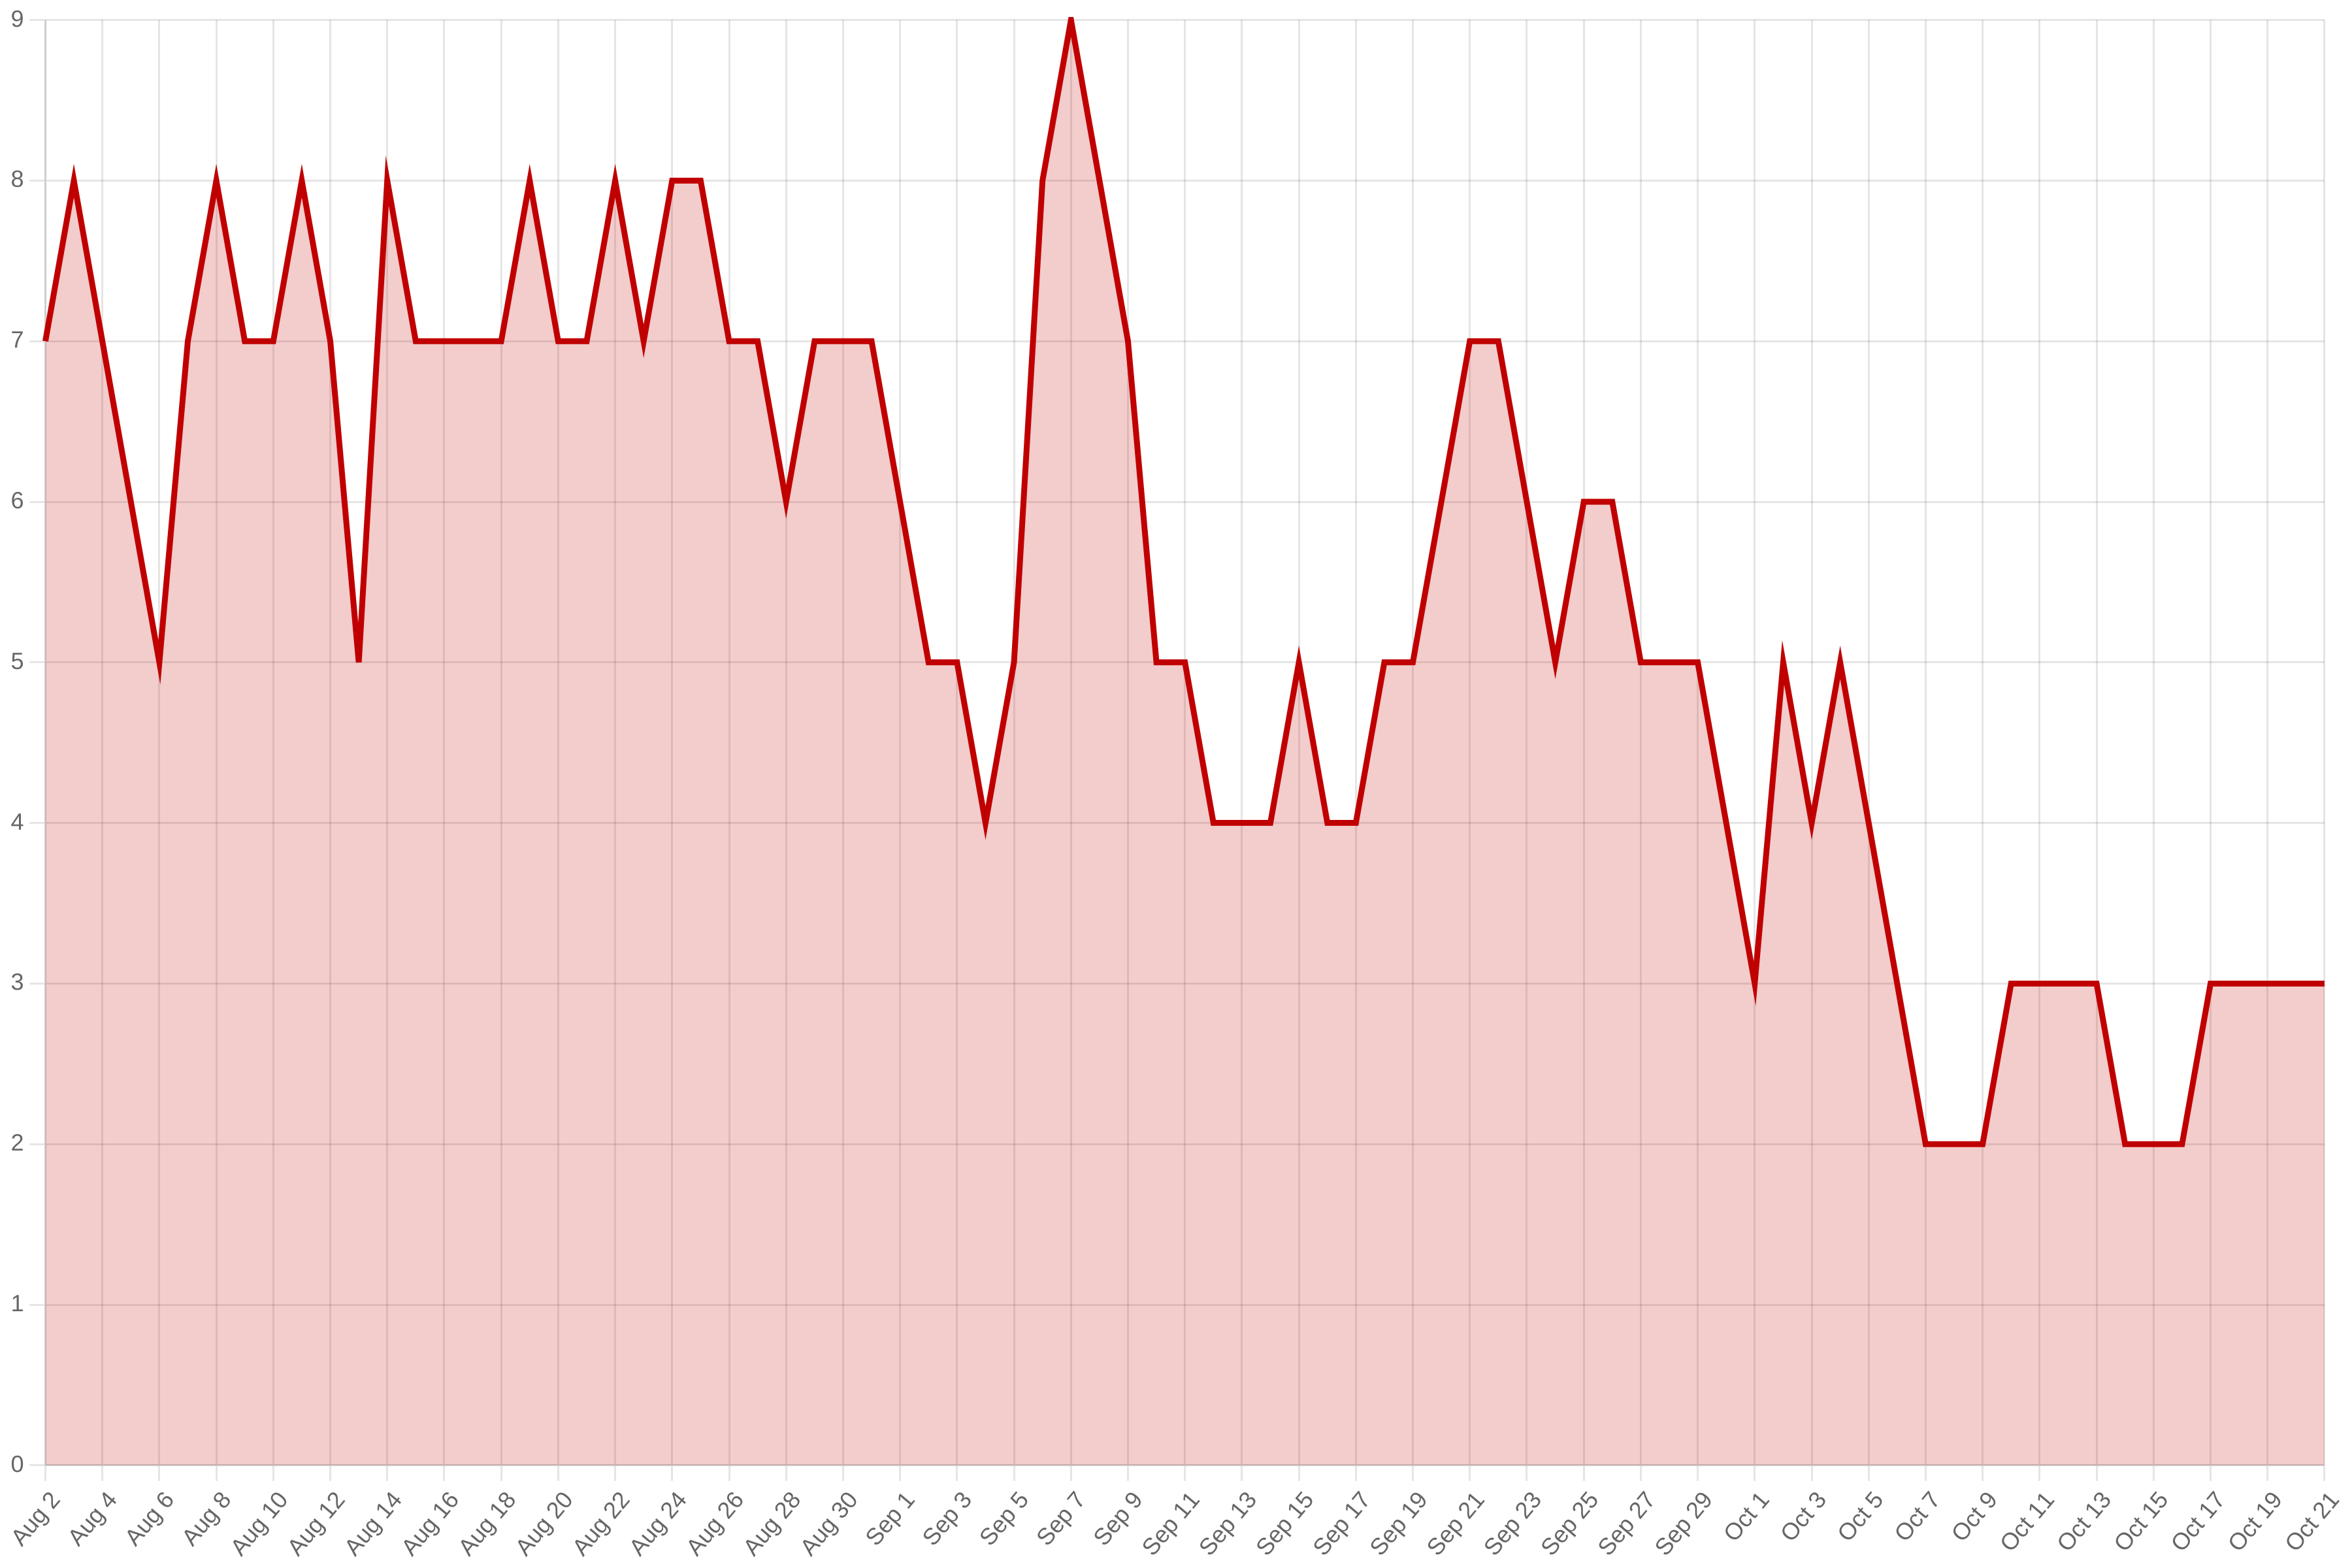 9
8
7
6
5
4
3
2
1
0
Aug 2
Aug 4
Aug 6
Aug 8
Aug 10
Aug 12
Aug 14
Aug 16
Aug 18
Aug 20
Aug 22
Aug 24
Aug 26
Aug 28
Aug 30
Sep 1
Sep 3
Sep 5
Sep 7
Sep 9
Sep 11
Sep 13
Sep 15
Sep 17
Sep 19
Sep 21
Sep 23
Sep 25
Sep 27
Sep 29
Oct 1
Oct 3
Oct 5
Oct 7
Oct 9
Oct 11
Oct 13
Oct 15
Oct 17
Oct 19
Oct 21